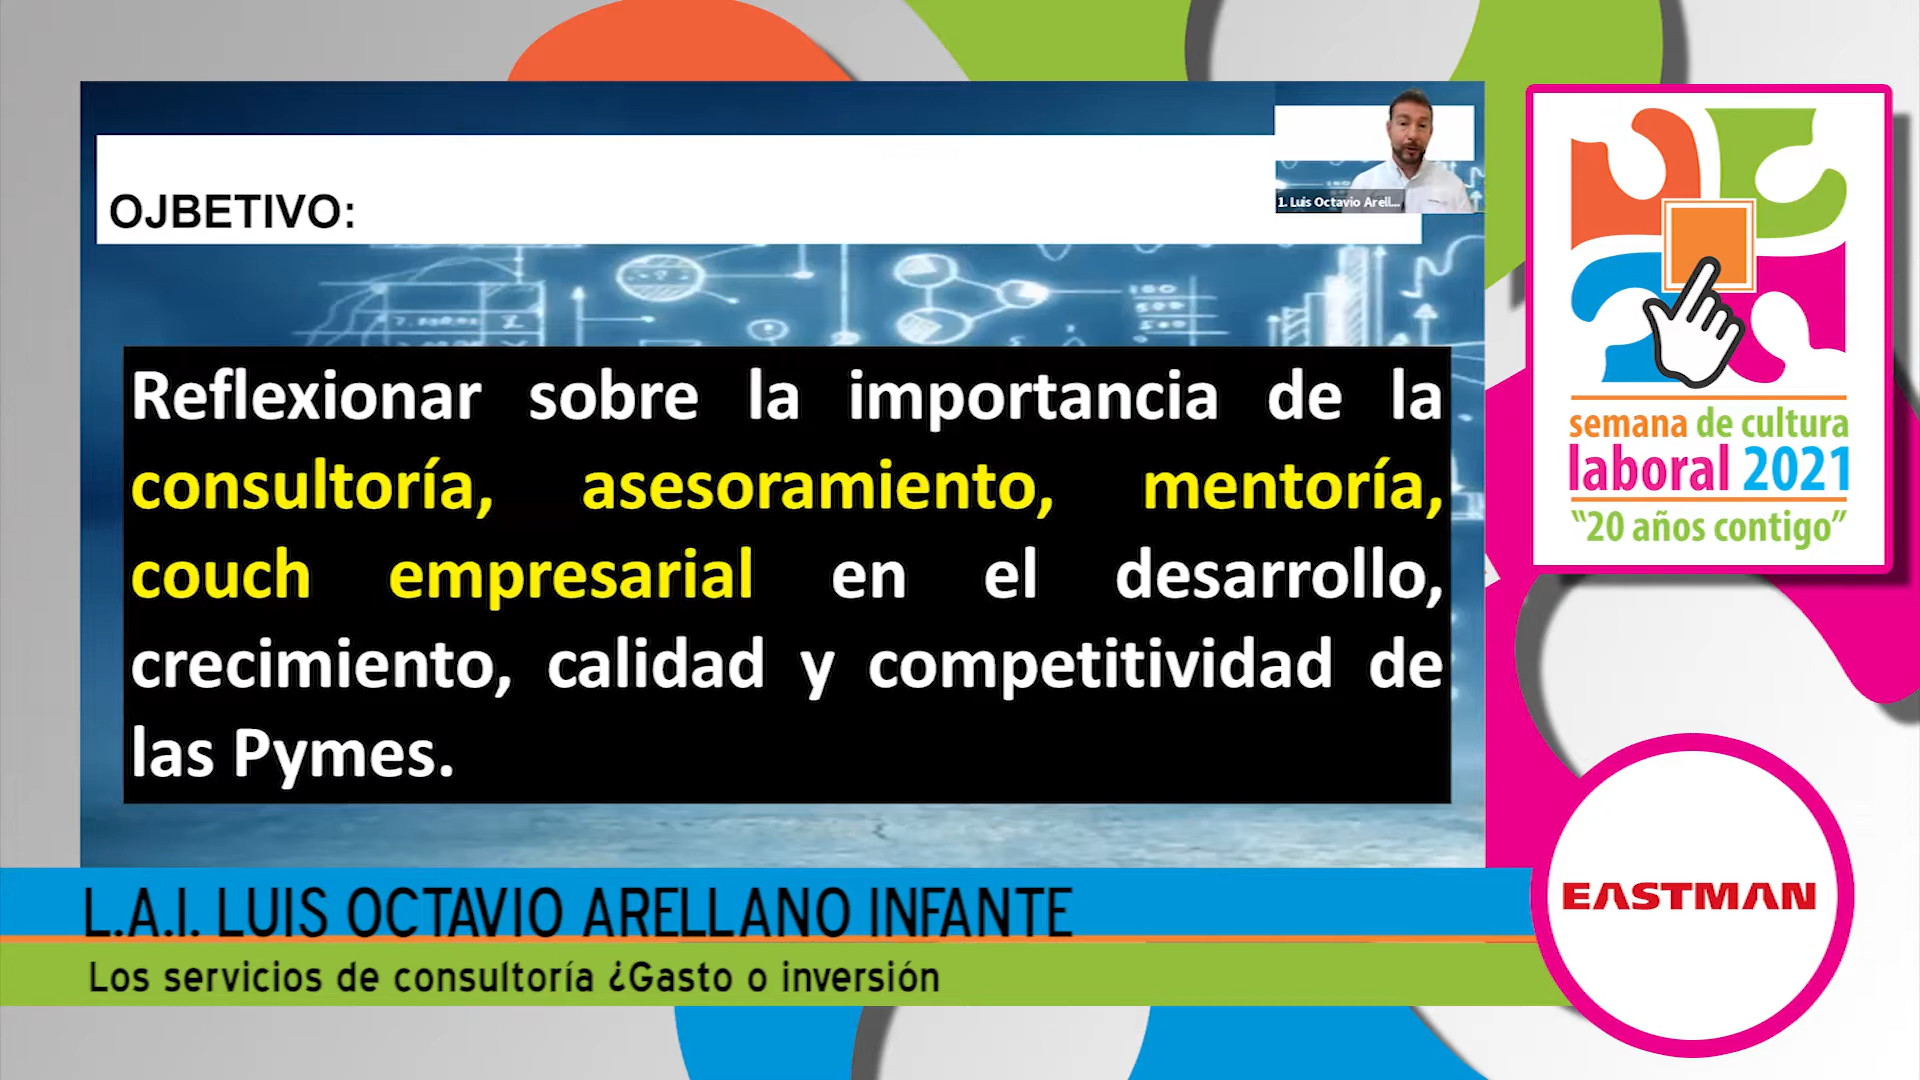 OJBETIVO:
1. Luis Octavio Arell...
Reflexionar sobre la importancia de la
consultoría, asesoramiento, mentoría,
couch empresarial en el desarrollo,
crecimiento, calidad y competitividad de
las Pymes.
semana de cultura
laboral 2021
“20 años contigo”
EASTMAN
L.A.I. LUIS OCTAVIO ARELLANO INFANTE
Los servicios de consultoría ¿Gasto o inversión